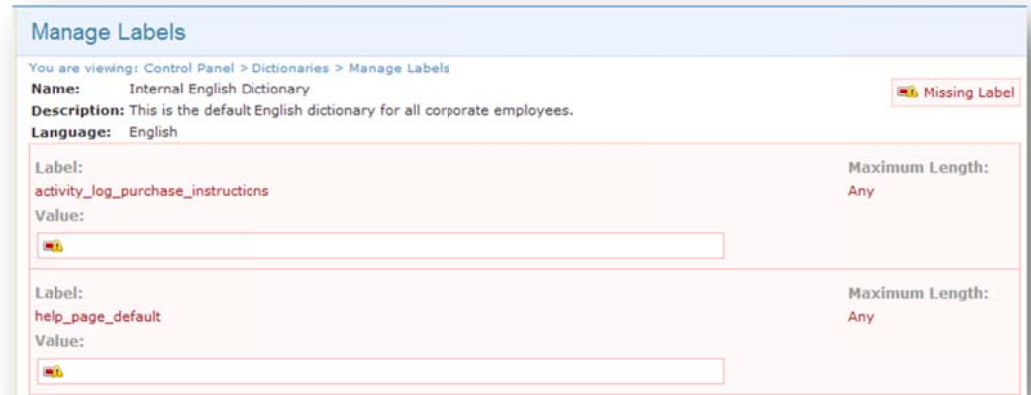 Manage Labels
You are viewing: Control Panel > Dictionaries > Manage Labels
Name: Internal English Dictionary
Missing Label
Description: This is the default English dictionary for all corporate employees.
Language: English
Label: Maximum Length:
activity_log_purchase_instructions Any
Value:
Label: Maximum Length:
help_page_default Any
Value: